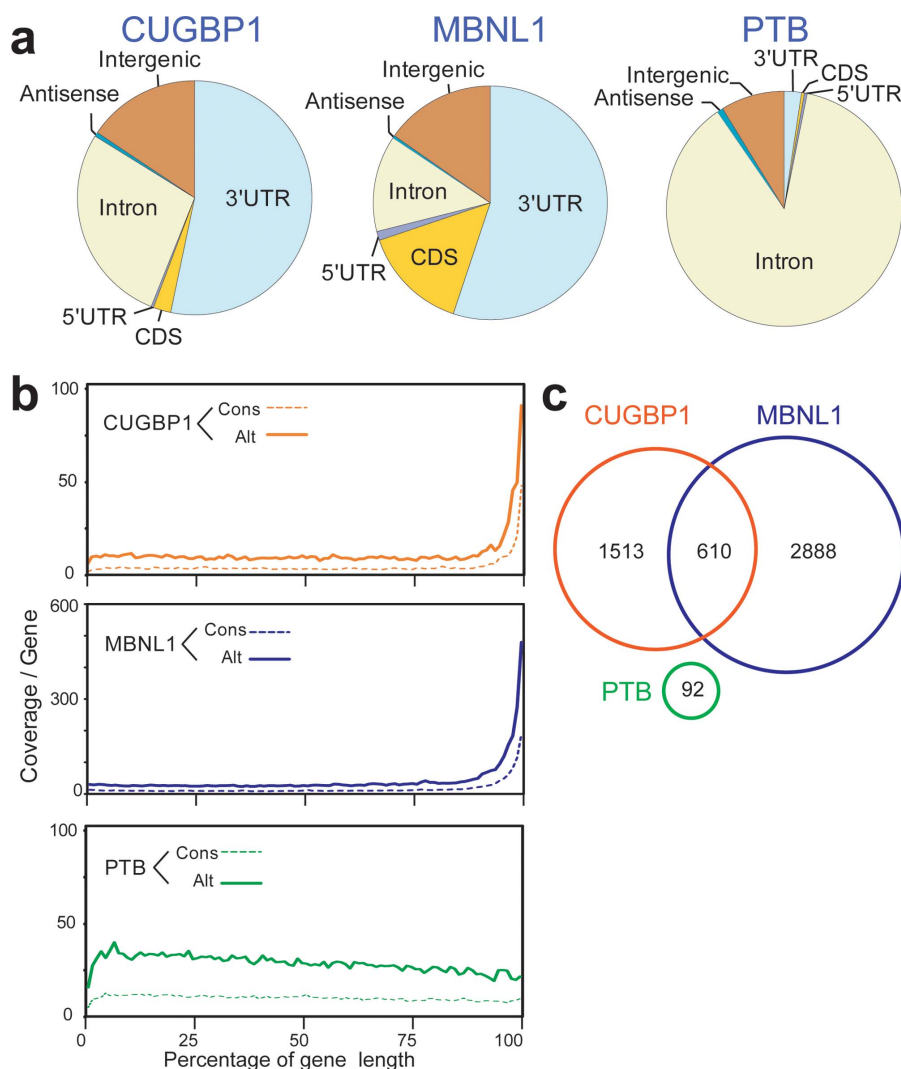 a
CUGBP1
MBNL1
PTB
Intergenic
Antisense
Intron
3'UTR
5'UTR
CDS
Intergenic
Antisense
Intron
3'UTR
5'UTR
CDS
3'UTR
CDS
5'UTR
Intergenic
Antisense
Intron
b
100
50
0
CUGBP1
Cons
Alt
600
300
0
MBNL1
Cons
Alt
100
50
0
PTB
Cons
Alt
Coverage / Gene
0 25 50 75 100
Percentage of gene length
c
CUGBP1
MBNL1
1513 610 2888
PTB 92